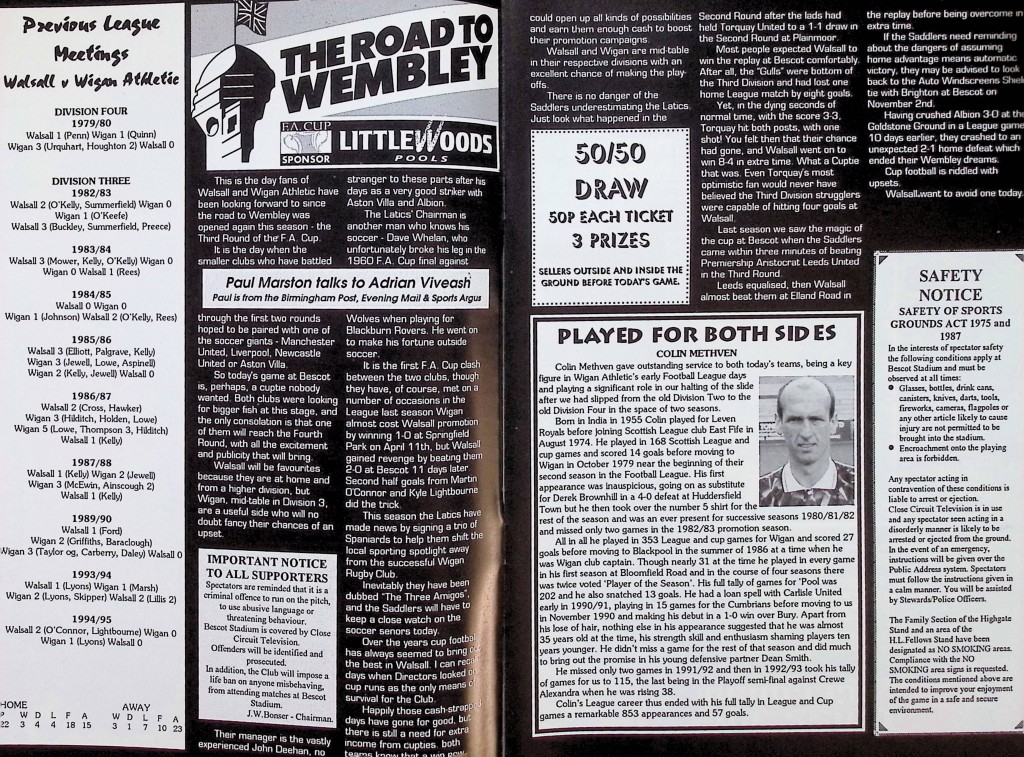 Previous League
Meetings
Walsall v Wigan Athletic
DIVISION FOUR
1979/80
Walsall 1 (Penn) Wigan 1 (Quinn)
Wigan 3 (Urquhart, Houghton 2) Walsall 0
DIVISION THREE
1982/83
Walsall 2 (O'Kelly, Summerfield) Wigan 0
Wigan 1 (O'Keefe)
Walsall 3 (Buckley, Summerfield, Preece)
1983/84
Walsall 3 (Mower, Kelly, O'Kelly) Wigan 0
Wigan 0 Walsall 1 (Rees)
1984/85
Walsall 0 Wigan 0
Wigan 1 (Johnson) Walsall 2 (O'Kelly, Rees)
1985/86
Walsall 3 (Elliott, Palgrave, Kelly)
Wigan 3 (Jewell, Lowe, Aspinell)
Wigan 2 (Kelly, Jewell) Walsall 0
1986/87
Walsall 2 (Cross, Hawker)
Wigan 3 (Hilditch, Holden, Lowe)
Wigan 5 (Lowe, Thompson 3, Hilditch)
Walsall 1 (Kelly)
1987/88
Walsall 1 (Kelly) Wigan 2 (Jewell)
Wigan 3 (McEwin, Ainscough 2)
Walsall 1 (Kelly)
1989/90
Walsall 1 (Ford)
Wigan 2 (Griffiths, Baraclough)
Wigan 3 (Taylor og, Carberry, Daley) Walsall 0
1993/94
Walsall 1 (Lyons) Wigan 1 (Marsh)
Wigan 2 (Lyons, Skipper) Walsall 2 (Lillis 2)
1994/95
Walsall 2 (O'Connor, Lightbourne) Wigan 0
Wigan 1 (Lyons) Walsall 0
HOME AWAY
P W D L F A W D L F A
22 3 4 4 18 15 3 1 7 10 23
THE ROAD TO
WEMBLEY
F.A. CUP
SPONSOR
LITTLEWOODS
POOLS
This is the day fans of
Walsall and Wigan Athletic have
been looking forward to since
the road to Wembley was
opened again this season - the
Third Round of the F.A. Cup.
It is the day when the
smaller clubs who have battled
Paul Marston talks to Adrian Viveash
Paul is from the Birmingham Post, Evening Mail & Sports Argus
through the first two rounds
hoped to be paired with one of
the soccer giants - Manchester
United, Liverpool, Newcastle
United or Aston Villa.
So today's game at Bescot
is, perhaps, a cuptie nobody
wanted. Both clubs were looking
for bigger fish at this stage, and
the only consolation is that one
of them will reach the Fourth
Round, with all the excitement
and publicity that will bring.
Walsall will be favourites
because they are at home and
from a higher division, but
Wigan, mid-table in Division 3,
are a useful side who will no
doubt fancy their chances of an
upset.
IMPORTANT NOTICE
TO ALL SUPPORTERS
Spectators are reminded that it is a
criminal offence to run on the pitch,
to use abusive language or
threatening behaviour.
Bescot Stadium is covered by Close
Circuit Television.
Offenders will be identified and
prosecuted.
In addition, the Club will impose a
life ban on anyone misbehaving,
from attending matches at Bescot
Stadium.
J.W.Bonser - Chairman.
Their manager is the vastly
experienced John Deehan, no
stranger to these parts after his
days as a very good striker with
Aston Villa and Albion.
The Latics' Chairman is
another man who knows his
soccer - Dave Whelan, who
unfortunately broke his leg in the
1960 F.A. Cup final against
Wolves when playing for
Blackburn Rovers. He went on
to make his fortune outside
soccer.
It is the first F.A. Cup clash
between the two clubs, though
they have, of course, met on a
number of occasions in the
League last season Wigan
almost cost Walsall promotion
by winning 1-0 at Springfield
Park on April 11th, but Walsall
gained revenge by beating them
2-0 at Bescot 11 days later
Second half goals from Martin
O'Connor and Kyle Lightbourne
did the trick.
This season the Latics have
made news by signing a trio of
Spaniards to help them shift the
local sporting spotlight away
from the successful Wigan
Rugby Club.
Inevitably they have been
dubbed "The Three Amigos",
and the Saddlers will have to
keep a close watch on the
soccer senors today.
Over the years cup football
has always seemed to bring out
the best in Walsall. I can recall
days when Directors looked on
cup runs as the only means of
survival for the Club.
Happily those cash-strapped
days have gone for good, but
there is still a need for extra
income from cupties. both
teams know that a win now
could open up all kinds of possibilities
and earn them enough cash to boost
their promotion campaigns.
Walsall and Wigan are mid-table
in their respective divisions with an
excellent chance of making the play-
offs.
There is no danger of the
Saddlers underestimating the Latics.
Just look what happened in the
50/50
DRAW
50P EACH TICKET
3 PRIZES
SELLERS OUTSIDE AND INSIDE THE
GROUND BEFORE TODAY'S GAME.
Second Round after the lads had
held Torquay United to a 1-1 draw in
the Second Round at Plainmoor.
Most people expected Walsall to
win the replay at Bescot comfortably.
After all, the "Gulls" were bottom of
the Third Division and had lost one
home League match by eight goals.
Yet, in the dying seconds of
normal time, with the score 3-3,
Torquay hit both posts, with one
shot! You felt then that their chance
had gone, and Walsall went on to
win 8-4 in extra time. What a Cuptie
that was. Even Torquay's most
optimistic fan would never have
believed the Third Division strugglers
were capable of hitting four goals at
Walsall.
Last season we saw the magic of
the cup at Bescot when the Saddlers
came within three minutes of beating
Premiership Aristocrat Leeds United
in the Third Round.
Leeds equalised, then Walsall
almost beat them at Elland Road in
the replay before being overcome in
extra time.
If the Saddlers need reminding
about the dangers of assuming
home advantage means automatic
victory, they may be advised to look
back to the Auto Windscreens Shield
tie with Brighton at Bescot on
November 2nd.
Having crushed Albion 3-0 at the
Goldstone Ground in a League game
10 days earlier, they crashed to an
unexpected 2-1 home defeat which
ended their Wembley dreams.
Cup football is riddled with
upsets.
Walsall.want to avoid one today.
PLAYED FOR BOTH SIDES
COLIN METHVEN
Colin Methven gave outstanding service to both today's teams, being a key
figure in Wigan Athletic's early Football League days
and playing a significant role in our halting of the slide
after we had slipped from the old Division Two to the
old Division Four in the space of two seasons.
Born in India in 1955 Colin played for Leven
Royals before joining Scottish League club East Fife in
August 1974. He played in 168 Scottish League and
cup games and scored 14 goals before moving to
Wigan in October 1979 near the beginning of their
second season in the Football League. His first
appearance was inauspicious, going on as substitute
for Derek Brownhill in a 4-0 defeat at Huddersfield
Town but he then took over the number 5 shirt for the
rest of the season and was an ever present for successive seasons 1980/81/82
and missed only two games in the 1982/83 promotion season.
All in all he played in 353 League and cup games for Wigan and scored 27
goals before moving to Blackpool in the summer of 1986 at a time when he
was Wigan club captain. Though nearly 31 at the time he played in every game
in his first season at Bloomfield Road and in the course of four seasons there
was twice voted 'Player of the Season'. His full tally of games for 'Pool was
202 and he also snatched 13 goals. He had a loan spell with Carlisle United
early in 1990/91, playing in 15 games for the Cumbrians before moving to us
in November 1990 and making his debut in a 1-0 win over Bury. Apart from
his lose of hair, nothing else in his appearance suggested that he was almost
35 years old at the time, his strength skill and enthusiasm shaming players ten
years younger. He didn't miss a game for the rest of that season and did much
to bring out the promise in his young defensive partner Dean Smith.
He missed only two games in 1991/92 and then in 1992/93 took his tally
of games for us to 115, the last being in the Playoff semi-final against Crewe
Alexandra when he was rising 38.
Colin's League career thus ended with his full tally in League and Cup
games a remarkable 853 appearances and 57 goals.
SAFETY
NOTICE
SAFETY OF SPORTS
GROUNDS ACT 1975 and
1987
In the interests of spectator safety
the following conditions apply at
Bescot Stadium and must be
observed at all times:
● Glasses, bottles, drink cans,
canisters, knives, darts, tools,
fireworks, cameras, flagpoles or
any other article likely to cause
injury are not permitted to be
brought into the stadium.
● Encroachment onto the playing
area is forbidden.
Any spectator acting in
contravention of these conditions is
liable to arrest or ejection.
Close Circuit Television is in use
and any spectator seen acting in a
disorderly manner is likely to be
arrested or ejected from the ground.
In the event of an emergency,
instructions will be given over the
Public Address system. Spectators
must follow the instructions given in
a calm manner. You will be assisted
by Stewards/Police Officers.
The Family Section of the Highgate
Stand and an area of the
H.L.Fellows Stand have been
designated as NO SMOKING areas.
Compliance with the NO
SMOKING area signs is requested.
The conditions mentioned above are
intended to improve your enjoyment
of the game in a safe and secure
environment.